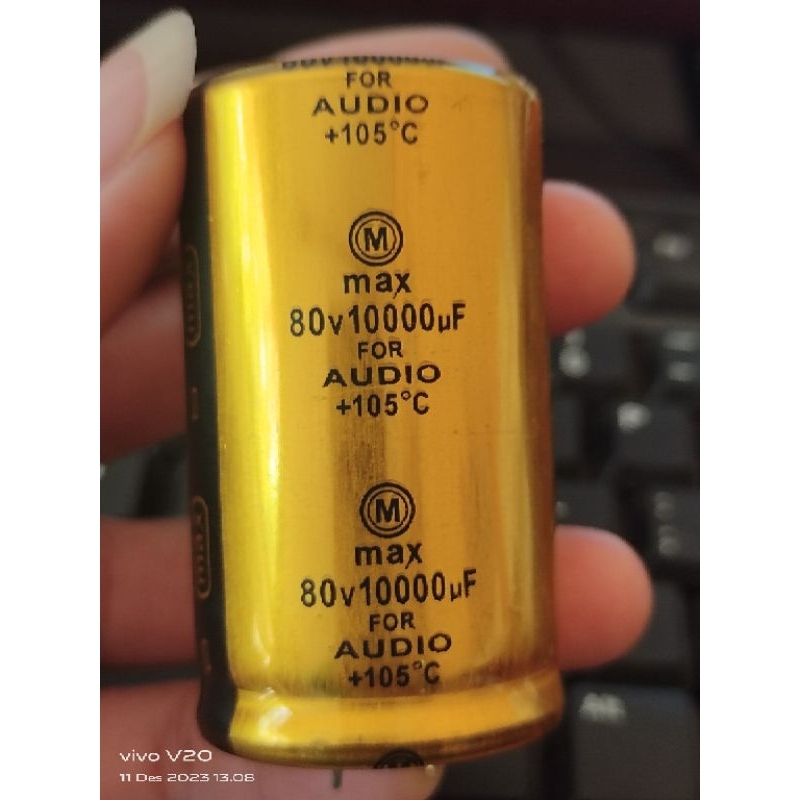 80v10000µF
FOR
AUDIO
+105°C
M
max
80v10000µF
FOR
AUDIO
+105°C
M
max
80v10000µF
FOR
AUDIO
+105°C
vivo V20
11 Des 2023 13.08